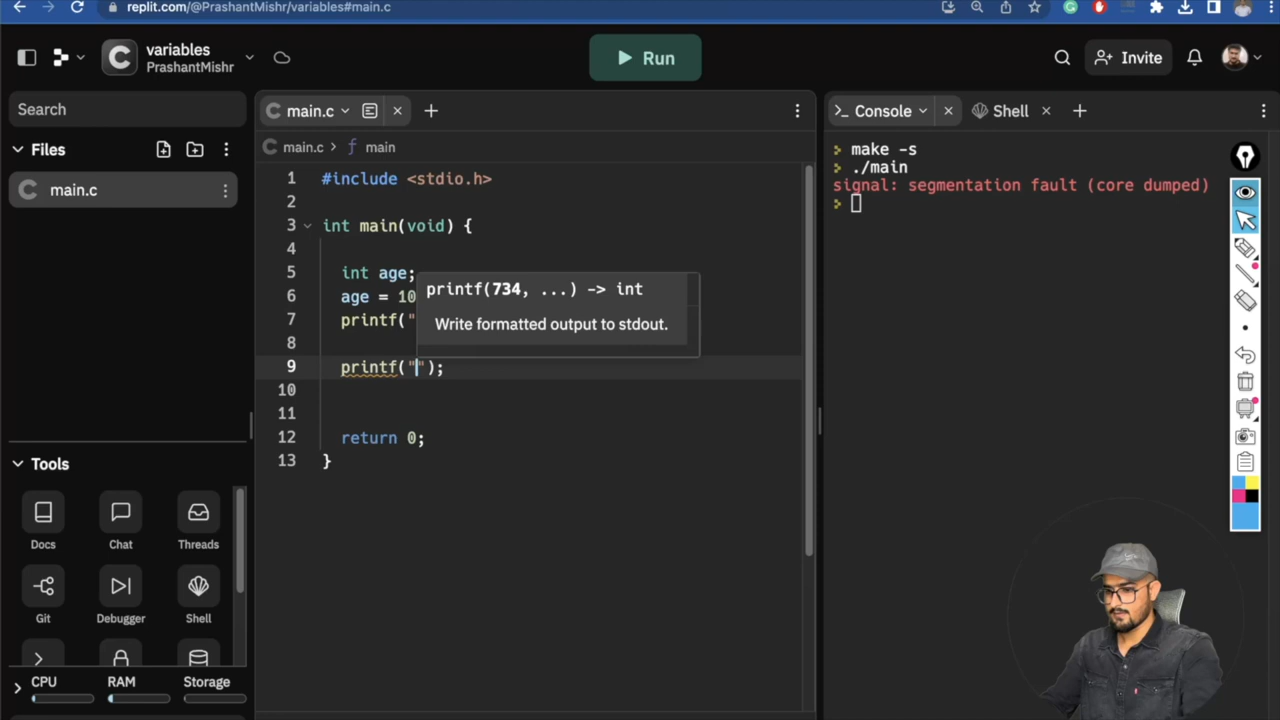 replit.com/@PrashantMishr/variables#main.c
variables
PrashantMishr
Run
Invite
Search
Files
main.c
main.c
main.c > f main
1 #include <stdio.h>
2
3 int main(void) {
4
5 int age;
6 age = 10
7 printf("
8
9 printf("");
10
11
12 return 0;
13 }
printf(734, ...) -> int
Write formatted output to stdout.
Console
Shell
> make -s
> ./main
signal: segmentation fault (core dumped)
>
Tools
Docs Chat Threads
Git Debugger Shell
CPU RAM Storage